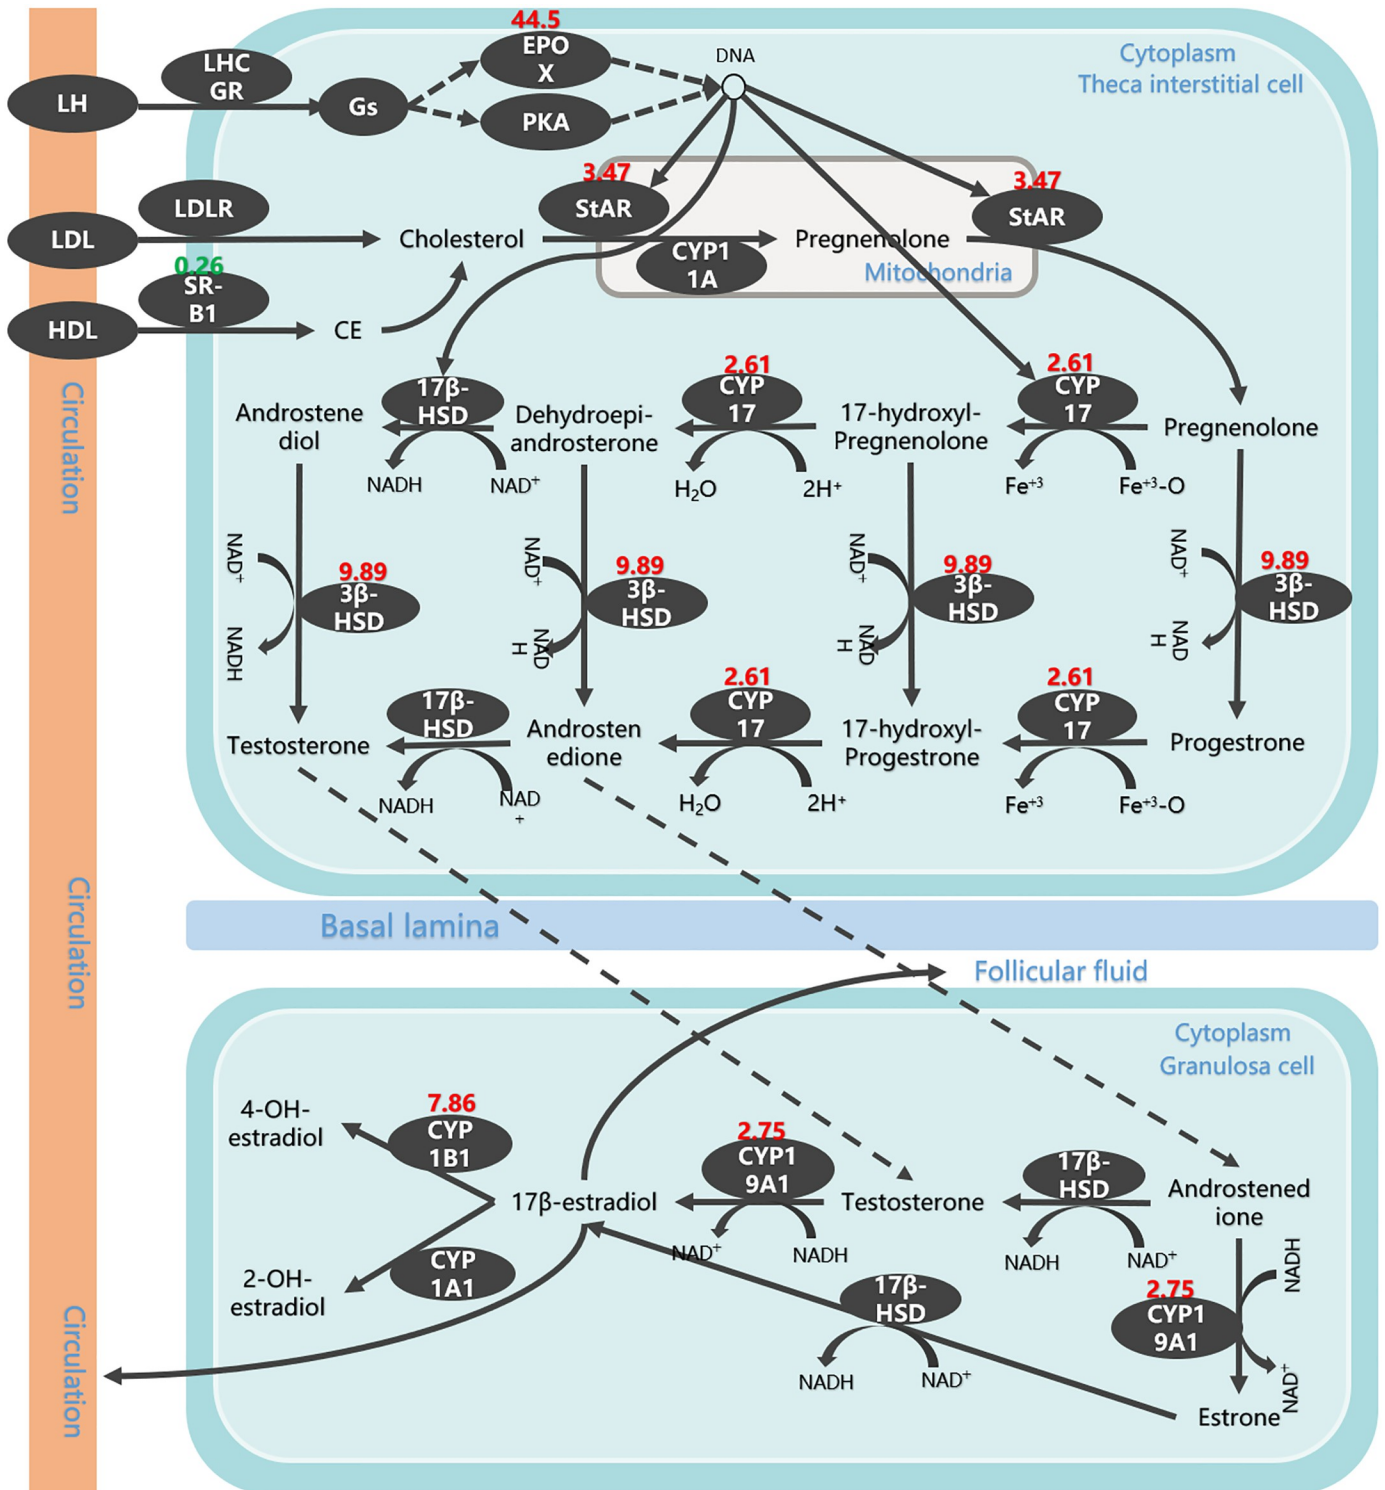 44.5
EPO
X
DNA
Cytoplasm
Theca interstitial cell
LHC
GR
LH
Gs
PKA
3.47
StAR
3.47
StAR
LDLR
LDL
Cholesterol
CYP1
1A
Pregnenolone
Mitochondria
0.26
SR-
B1
HDL
CE
Circulation
Androstene
diol
17β-
HSD
NADH
NAD+
Dehydroepi-
androsterone
2.61
CYP
17
H₂O
2H+
17-hydroxyl-
Pregnenolone
2.61
CYP
17
Fe+3
Fe+3-O
Pregnenolone
NAD+
NADH
9.89
3β-
HSD
NAD+
NAD
H
9.89
3β-
HSD
NAD+
NAD
H
9.89
3β-
HSD
NAD+
NAD
H
9.89
3β-
HSD
Testosterone
17β-
HSD
NADH
NAD
+
Androsten
edione
2.61
CYP
17
H₂O
2H+
17-hydroxyl-
Progestrone
2.61
CYP
17
Fe+3
Fe+3-O
Progestrone
Circulation
Basal lamina
Follicular fluid
Cytoplasm
Granulosa cell
4-OH-
estradiol
7.86
CYP
1B1
17β-estradiol
2.75
CYP1
9A1
NAD+
NADH
Testosterone
17β-
HSD
NADH
NAD+
Androstened
ione
2-OH-
estradiol
CYP
1A1
17β-
HSD
NADH
NAD+
2.75
CYP1
9A1
NADH
NAD+
Estrone
Circulation